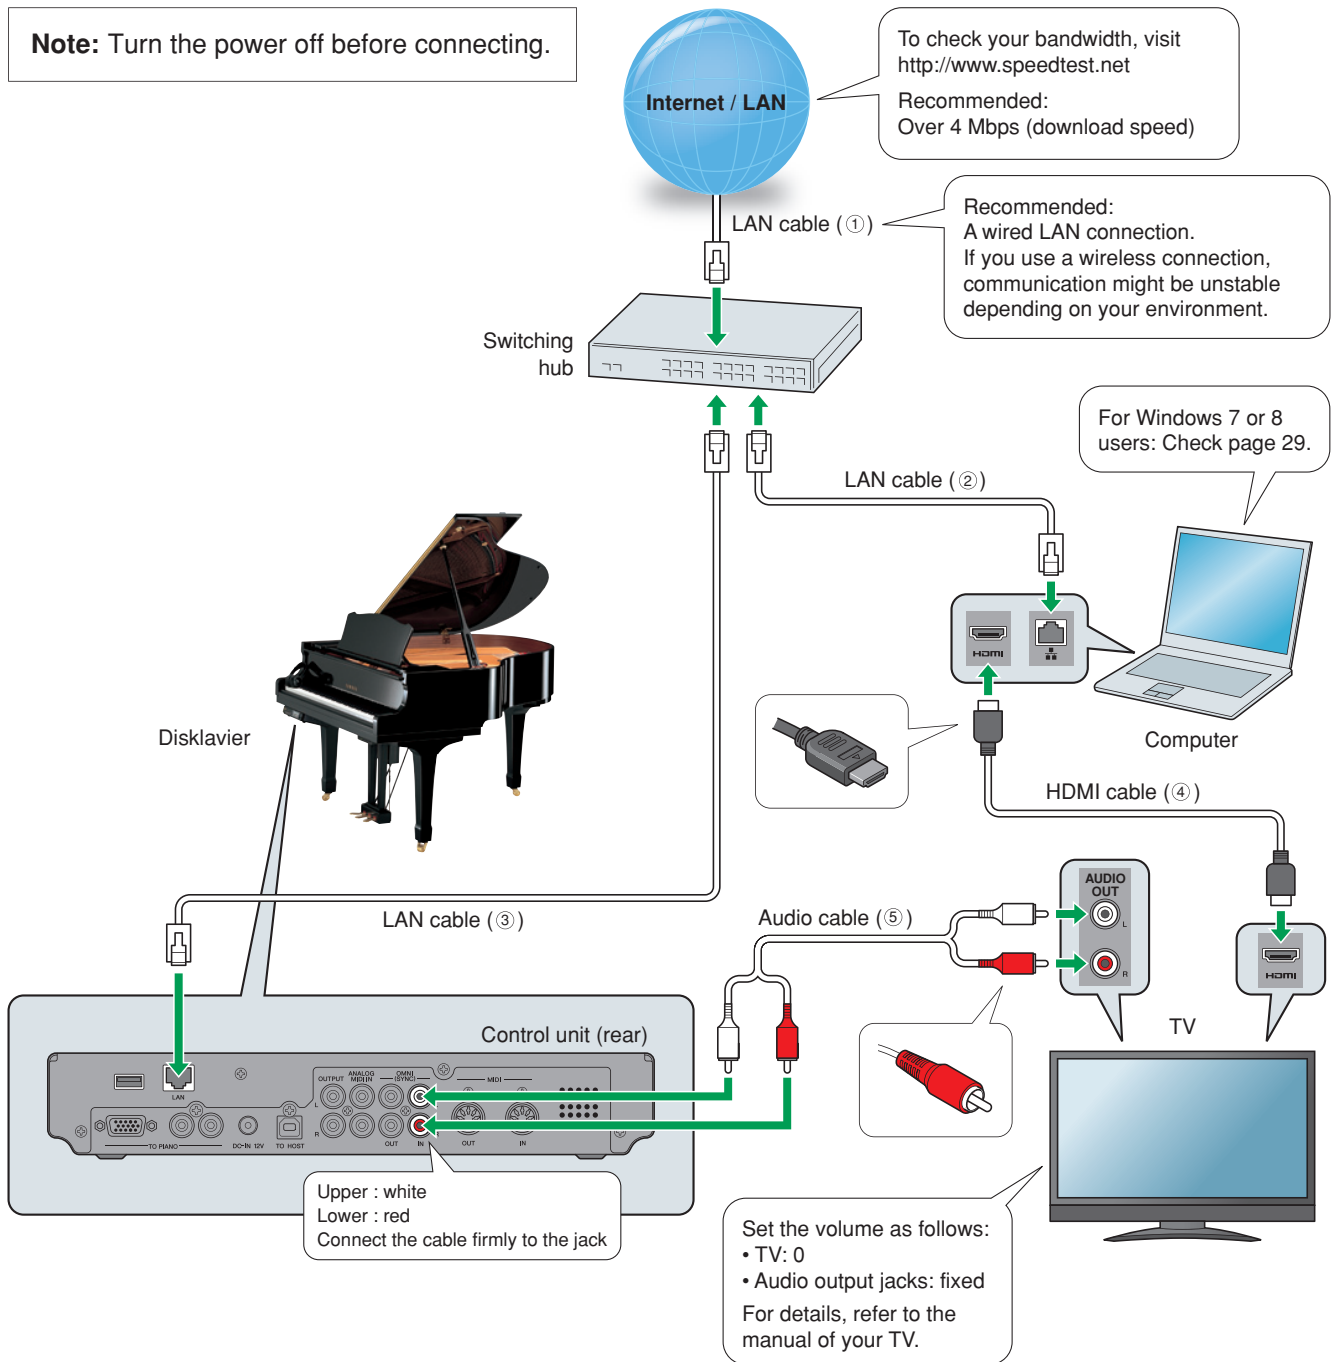 Note: Turn the power off before connecting.
Internet / LAN
To check your bandwidth, visit
http://www.speedtest.net
Recommended:
Over 4 Mbps (download speed)
LAN cable (①)
Recommended:
A wired LAN connection.
If you use a wireless connection,
communication might be unstable
depending on your environment.
Switching
hub
For Windows 7 or 8
users: Check page 29.
LAN cable (②)
HDMI
Computer
Disklavier
HDMI cable (④)
AUDIO
OUT
L
R
LAN cable (③)
Audio cable (⑤)
HDMI
TV
Control unit (rear)
LAN
OUTPUT
ANALOG
MIDI IN
OMNI
(SYNC)
MIDI
L
R
TO PIANO
DC-IN 12V
TO HOST
OUT
IN
OUT
IN
Upper : white
Lower : red
Connect the cable firmly to the jack
Set the volume as follows:
• TV: 0
• Audio output jacks: fixed
For details, refer to the
manual of your TV.